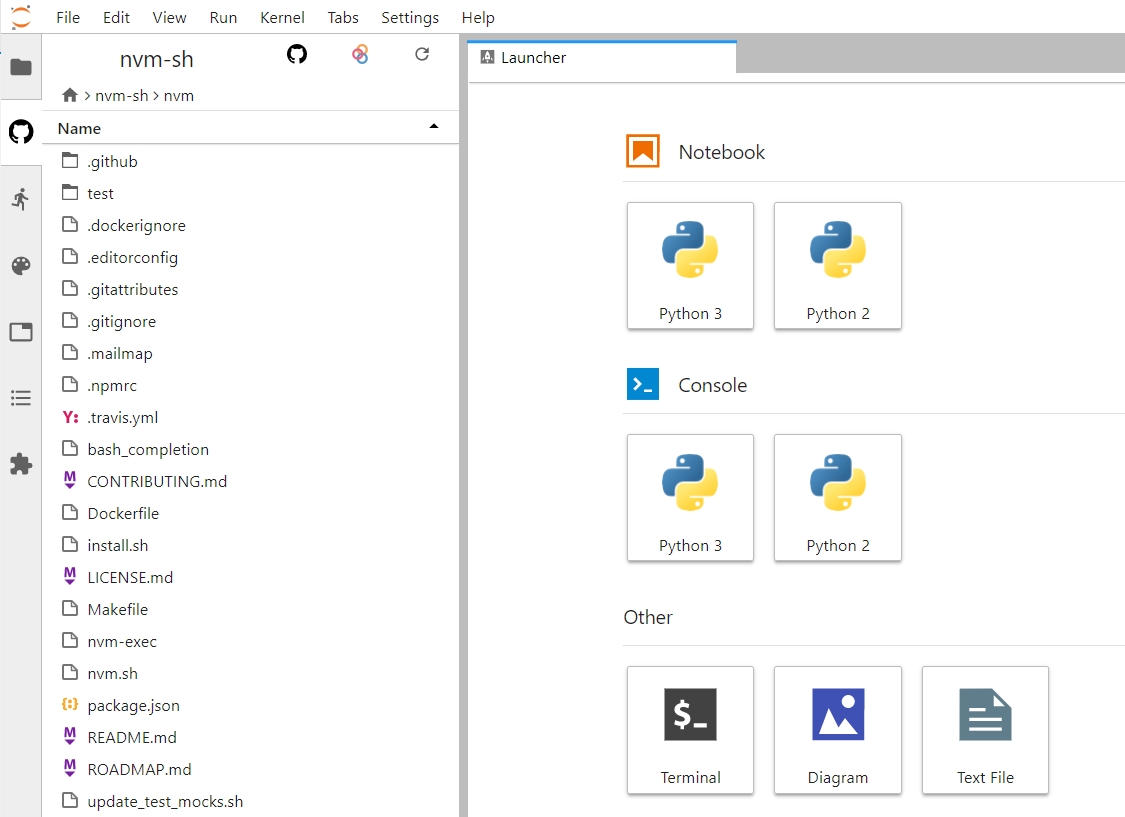 File Edit View Run Kernel Tabs Settings Help
nvm-sh
nvm-sh > nvm
Name
.github
test
.dockerignore
.editorconfig
.gitattributes
.gitignore
.mailmap
.npmrc
Y: .travis.yml
bash_completion
M CONTRIBUTING.md
Dockerfile
install.sh
M LICENSE.md
Makefile
nvm-exec
nvm.sh
package.json
M README.md
M ROADMAP.md
update_test_mocks.sh
Launcher
Notebook
Python 3
Python 2
Console
Python 3
Python 2
Other
$_
Terminal
Diagram
Text File